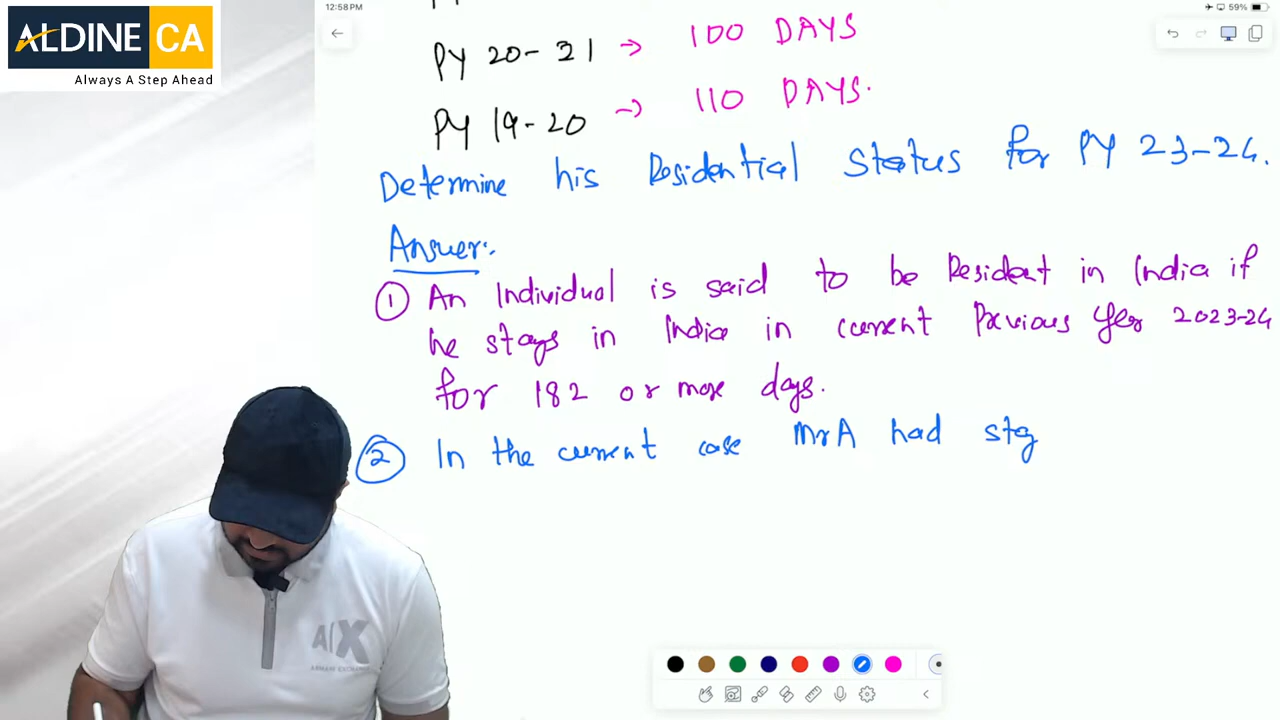 ALDINE CA
Always A Step Ahead
12:58 PM
59%
PY 20-21 → 100 DAYS
PY 19-20 → 110 DAYS.
Determine his Residential Status for PY 23-24.
Answer:
① An Individual is said to be Resident in India if
he stays in India in current Previous Year 2023-24
for 182 or more days.
② In the current case Mr A had stay
A|X
ARMANI EXCHANGE